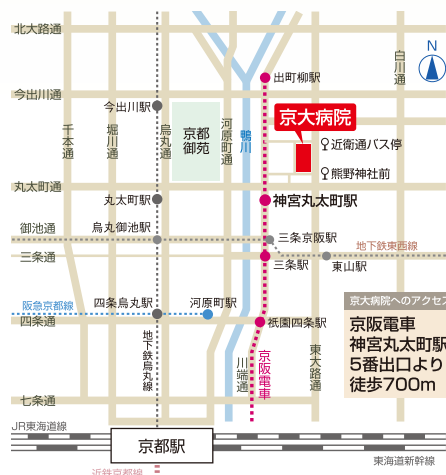 北大路通
N
白川通
出町柳駅
今出川通
今出川駅
京大病院
京都
御苑
河原町通
鴨川
近衛通バス停
千本通
堀川通
烏丸通
熊野神社前
丸太町通
丸太町駅
神宮丸太町駅
御池通
烏丸御池駅
三条京阪駅
地下鉄東西線
三条通
三条駅
東山駅
京大病院へのアクセ
阪急京都線
四条烏丸駅
河原町駅
四条通
祇園四条駅
京阪電車
神宮丸太町駅
5番出口より
徒歩700m
地下鉄烏丸線
川端通
京阪電車
東大路通
七条通
JR東海道線
京都駅
東海道新幹線
近鉄京都線